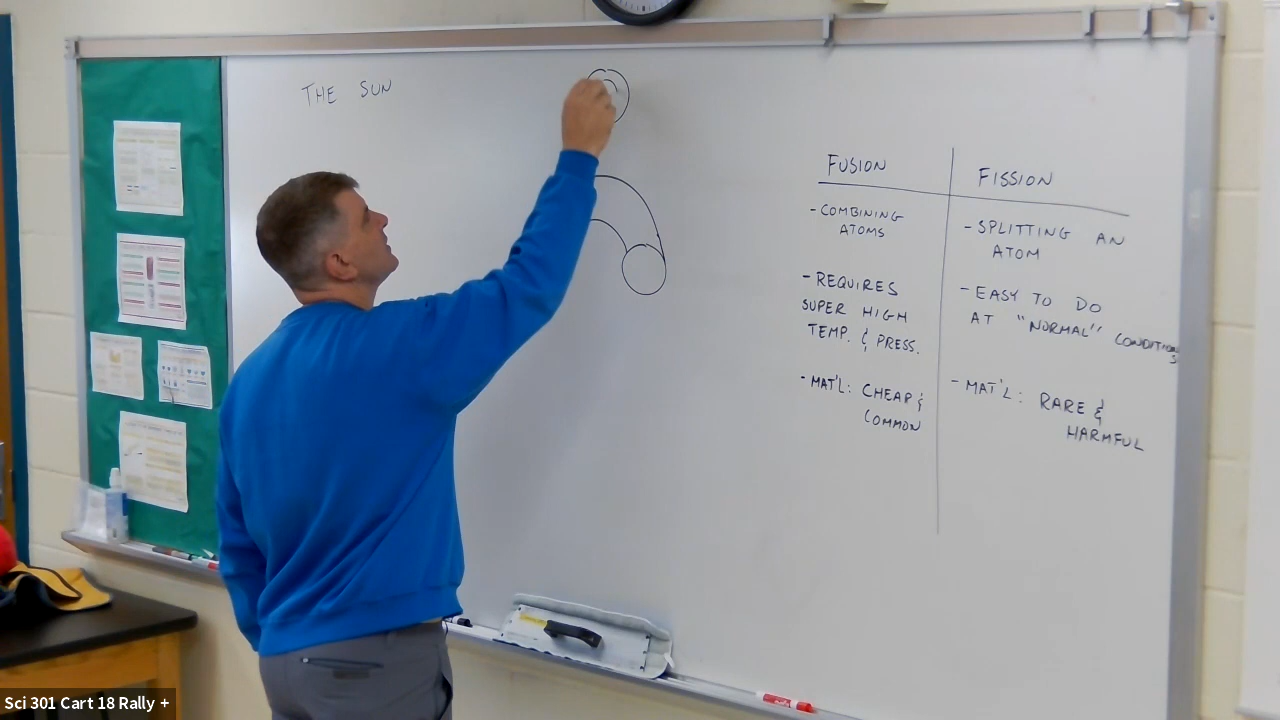 THE SUN
FUSION
- COMBINING
ATOMS
- REQUIRES
SUPER HIGH
TEMP. & PRESS.
- MAT'L: CHEAP &
COMMON
FISSION
- SPLITTING AN
ATOM
- EASY TO DO
AT "NORMAL" CONDITIONS
- MAT'L: RARE &
HARMFUL
Sci 301 Cart 18 Rally +